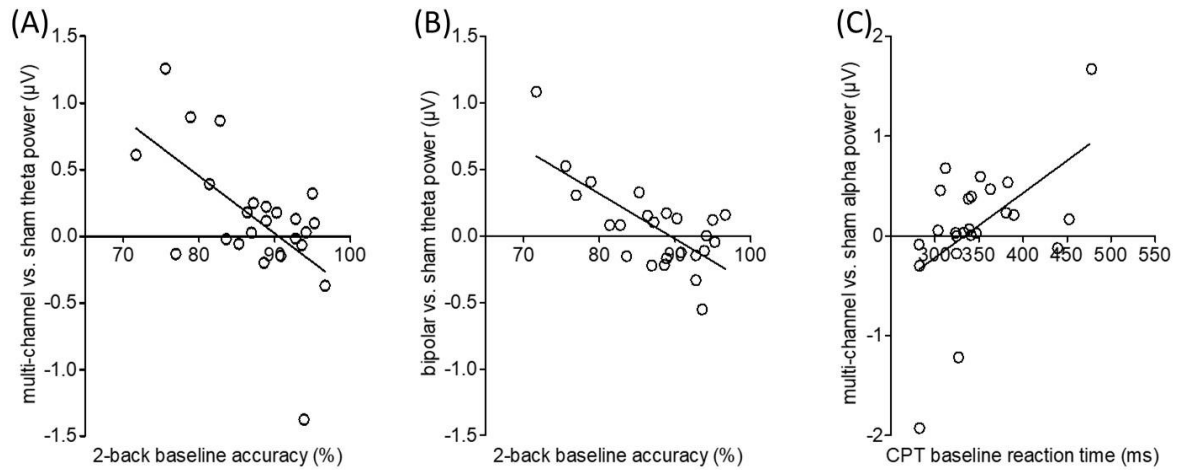 (A)
multi-channel vs. sham theta power (µV)
1.5
1.0
0.5
0.0
-0.5
-1.0
-1.5
70 80 90 100
2-back baseline accuracy (%)
(B)
bipolar vs. sham theta power (µV)
1.5
1.0
0.5
0.0
-0.5
-1.0
-1.5
70 80 90 100
2-back baseline accuracy (%)
(C)
multi-channel vs. sham alpha power (µV)
2
1
0
-1
-2
300 350 400 450 500 550
CPT baseline reaction time (ms)